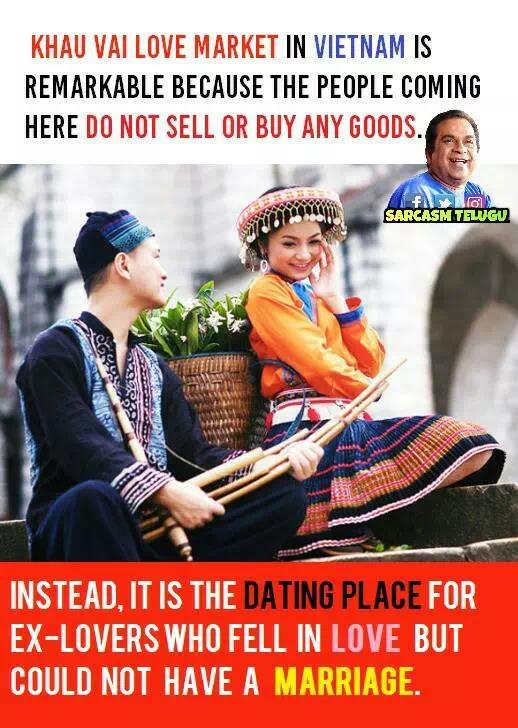 KHAU VAI LOVE MARKET IN VIETNAM IS
REMARKABLE BECAUSE THE PEOPLE COMING
HERE DO NOT SELL OR BUY ANY GOODS.
SARCASM TELUGU
INSTEAD, IT IS THE DATING PLACE FOR
EX-LOVERS WHO FELL IN LOVE BUT
COULD NOT HAVE A MARRIAGE.